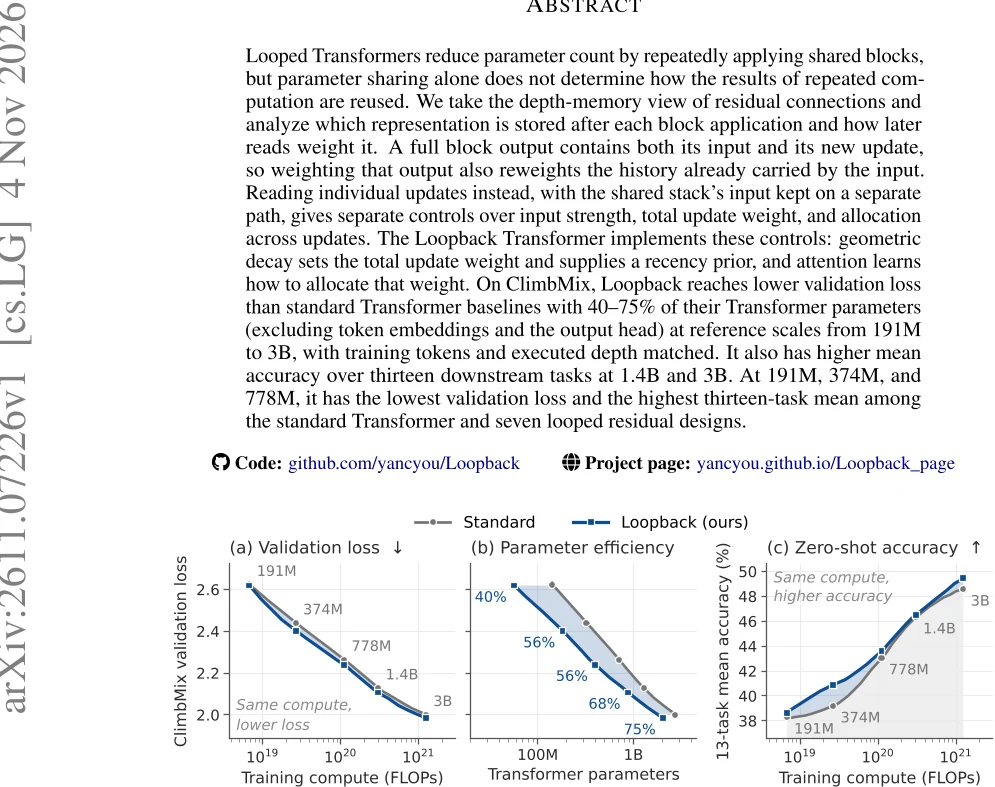 arXiv:2611.07226v1 [cs.LG] 4 Nov 2026
ABSTRACT
Looped Transformers reduce parameter count by repeatedly applying shared blocks,
but parameter sharing alone does not determine how the results of repeated com-
putation are reused. We take the depth-memory view of residual connections and
analyze which representation is stored after each block application and how later
reads weight it. A full block output contains both its input and its new update,
so weighting that output also reweights the history already carried by the input.
Reading individual updates instead, with the shared stack's input kept on a separate
path, gives separate controls over input strength, total update weight, and allocation
across updates. The Loopback Transformer implements these controls: geometric
decay sets the total update weight and supplies a recency prior, and attention learns
how to allocate that weight. On ClimbMix, Loopback reaches lower validation loss
than standard Transformer baselines with 40–75% of their Transformer parameters
(excluding token embeddings and the output head) at reference scales from 191M
to 3B, with training tokens and executed depth matched. It also has higher mean
accuracy over thirteen downstream tasks at 1.4B and 3B. At 191M, 374M, and
778M, it has the lowest validation loss and the highest thirteen-task mean among
the standard Transformer and seven looped residual designs.
Code: github.com/yancyou/Loopback Project page: yancyou.github.io/Loopback_page
Standard Loopback (ours)
(a) Validation loss ↓
ClimbMix validation loss
2.6
2.4
2.2
2.0
191M
374M
778M
1.4B
3B
Same compute,
lower loss
10^19 10^20 10^21
Training compute (FLOPs)
(b) Parameter efficiency
40%
56%
56%
68%
75%
100M 1B
Transformer parameters
(c) Zero-shot accuracy ↑
13-task mean accuracy (%)
50
48
46
44
42
40
38
Same compute,
higher accuracy
3B
1.4B
778M
374M
191M
10^19 10^20 10^21
Training compute (FLOPs)